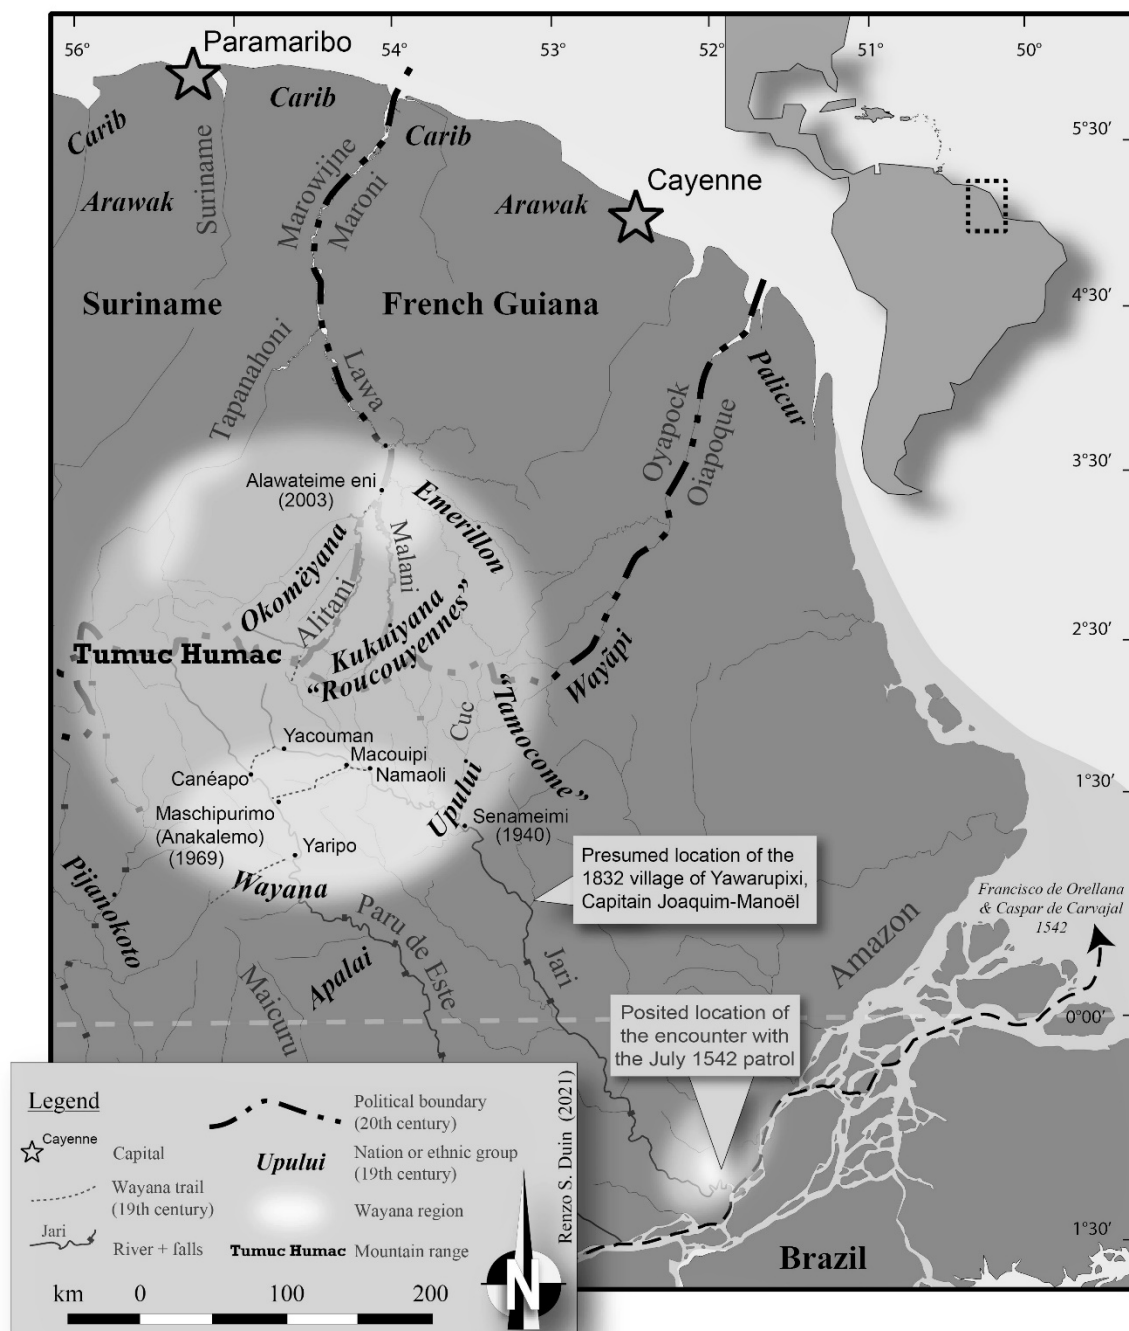 56°
54°
53°
52°
51°
50°
Paramaribo
Carib
Carib
Carib
5°30′
Arawak
Suriname
Marowijne
Maroni
Arawak
Cayenne
4°30′
Suriname
French Guiana
Tapanahoni
Lawa
Oyapock
Oiapoque
Palicur
3°30′
Alawateime eni
(2003)
Emerillon
Okomëyana
Alitani
Malani
Kukuiyana
“Roucouyennes”
2°30′
Tumuc Humac
Wayãpi
“Tamocome”
Cuc
Yacouman
Macouipi
Namaoli
Canéapo
1°30′
Maschipurimo
(Anakalemo)
(1969)
Upului
Senameimi
(1940)
Yaripo
Wayana
Pijanokoto
Presumed location of the
1832 village of Yawarupixi,
Capitain Joaquim-Manoël
Francisco de Orellana
& Caspar de Carvajal
1542
Paru de Este
Apalai
Maicuru
Jari
Amazon
0°00′
Posited location of
the encounter with
the July 1542 patrol
1°30′
Brazil
Legend
Cayenne
Capital
Wayana trail
(19th century)
Jari
River + falls
Political boundary
(20th century)
Upului
Nation or ethnic group
(19th century)
Wayana region
Tumuc Humac
Mountain range
km 0 100 200
N
Renzo S. Duin (2021)